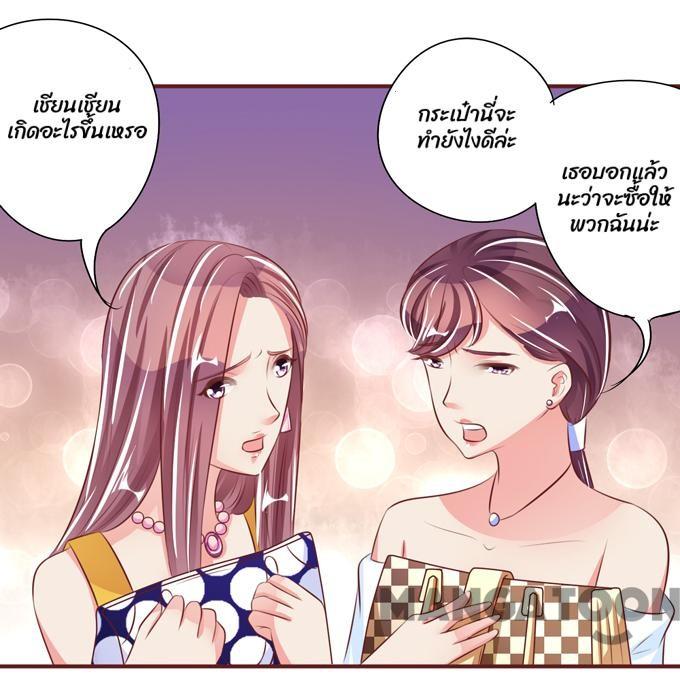 เชียนเชียน
เกิดอะไรขึ้นเหรอ
กระเป๋านี่จะ
ทำยังไงดีล่ะ
เธอบอกแล้ว
นะว่าจะซื้อให้
พวกฉันน่ะ
MANGATOON